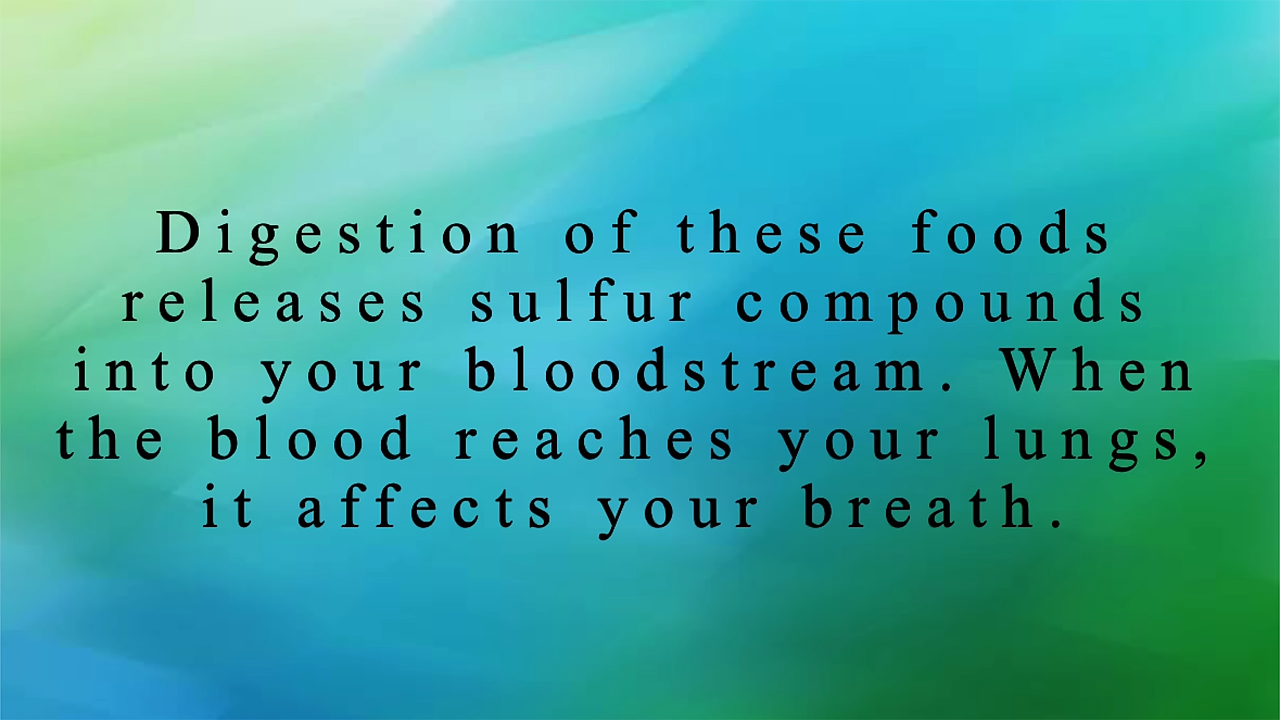 Digestion of these foods
releases sulfur compounds
into your bloodstream. When
the blood reaches your lungs,
it affects your breath.